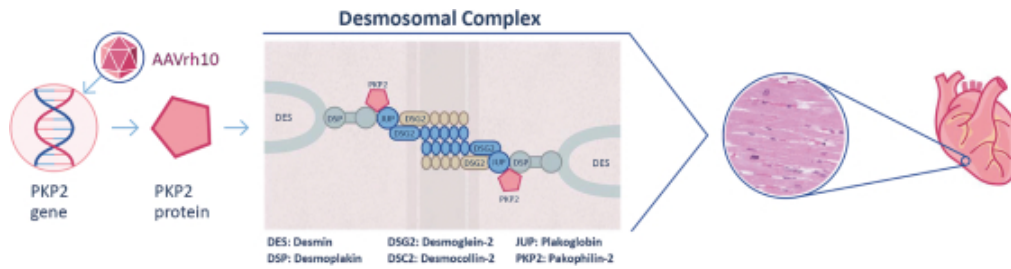 Desmosomal Complex
AAVrh10
PKP2
gene
PKP2
protein
DES
DSP
PKP2
JUP
DSG2
DSG2
DSG2
DSG2
JUP
DSP
PKP2
DES
DES: Desmin
DSG2: Desmoglein-2
JUP: Plakoglobin
DSP: Desmoplakin
DSC2: Desmocollin-2
PKP2: Pakophilin-2